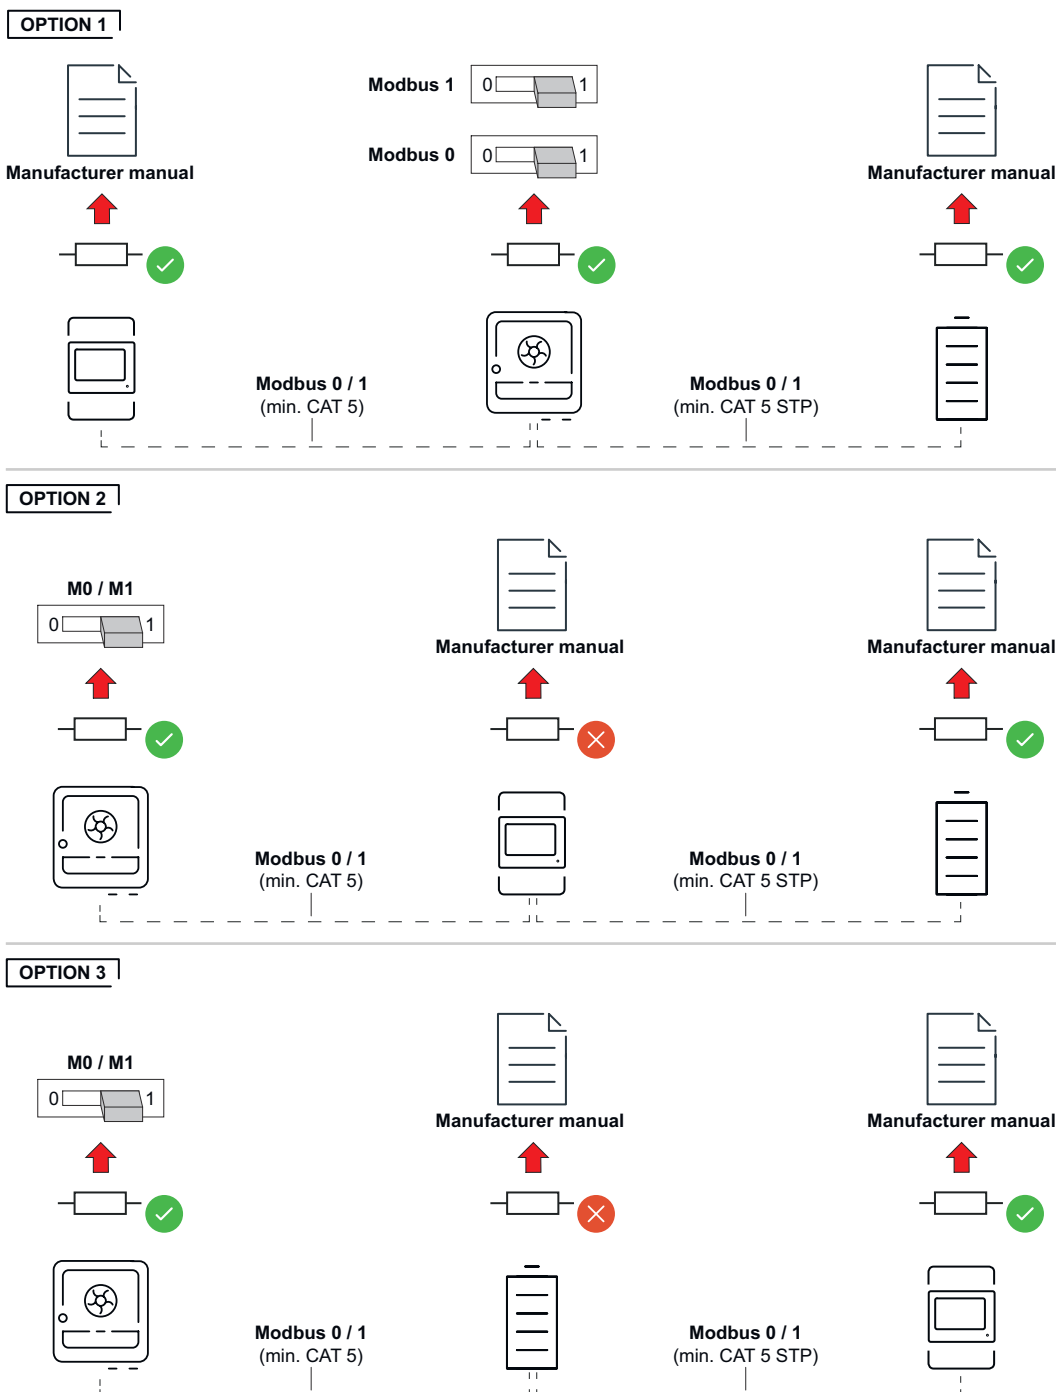 OPTION 1
Modbus 1 0 1
Modbus 0 0 1
Manufacturer manual
Manufacturer manual
Modbus 0 / 1
(min. CAT 5)
Modbus 0 / 1
(min. CAT 5 STP)
OPTION 2
M0 / M1
0 1
Manufacturer manual
Manufacturer manual
Modbus 0 / 1
(min. CAT 5)
Modbus 0 / 1
(min. CAT 5 STP)
OPTION 3
M0 / M1
0 1
Manufacturer manual
Manufacturer manual
Modbus 0 / 1
(min. CAT 5)
Modbus 0 / 1
(min. CAT 5 STP)